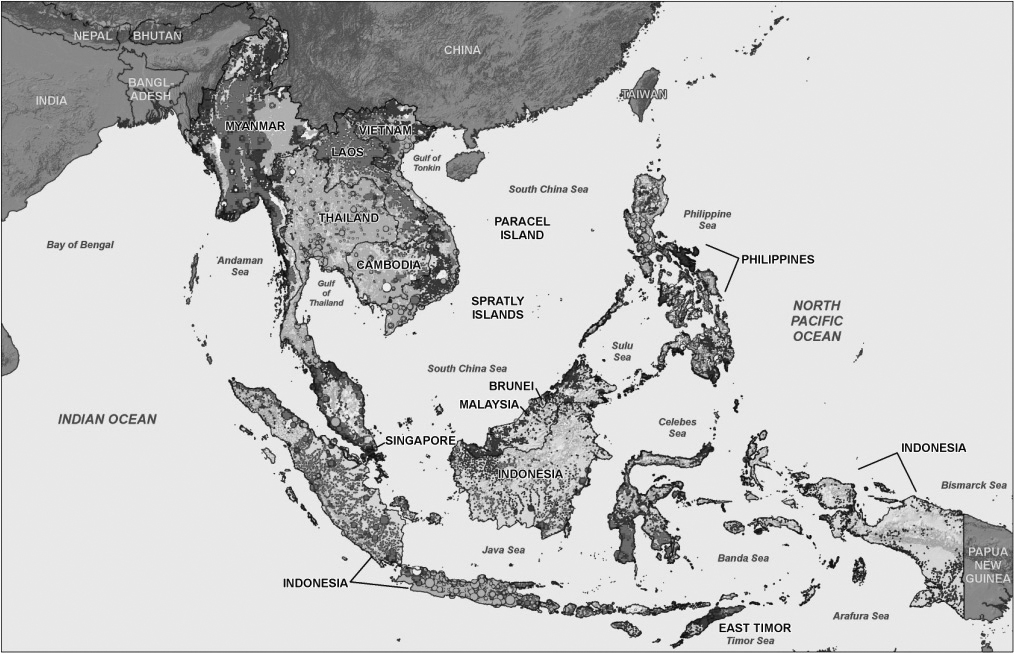 NEPAL
BHUTAN
CHINA
INDIA
BANGL-
ADESH
TAIWAN
MYANMAR
VIETNAM
LAOS
Gulf of
Tonkin
South China Sea
PARACEL
ISLAND
Philippine
Sea
THAILAND
Bay of Bengal
Andaman
Sea
CAMBODIA
PHILIPPINES
Gulf
of
Thailand
SPRATLY
ISLANDS
NORTH
PACIFIC
OCEAN
Sulu
Sea
South China Sea
BRUNEI
MALAYSIA
INDIAN OCEAN
Celebes
Sea
SINGAPORE
INDONESIA
INDONESIA
Bismarck Sea
Java Sea
Banda Sea
PAPUA
NEW
GUINEA
INDONESIA
Arafura Sea
EAST TIMOR
Timor Sea